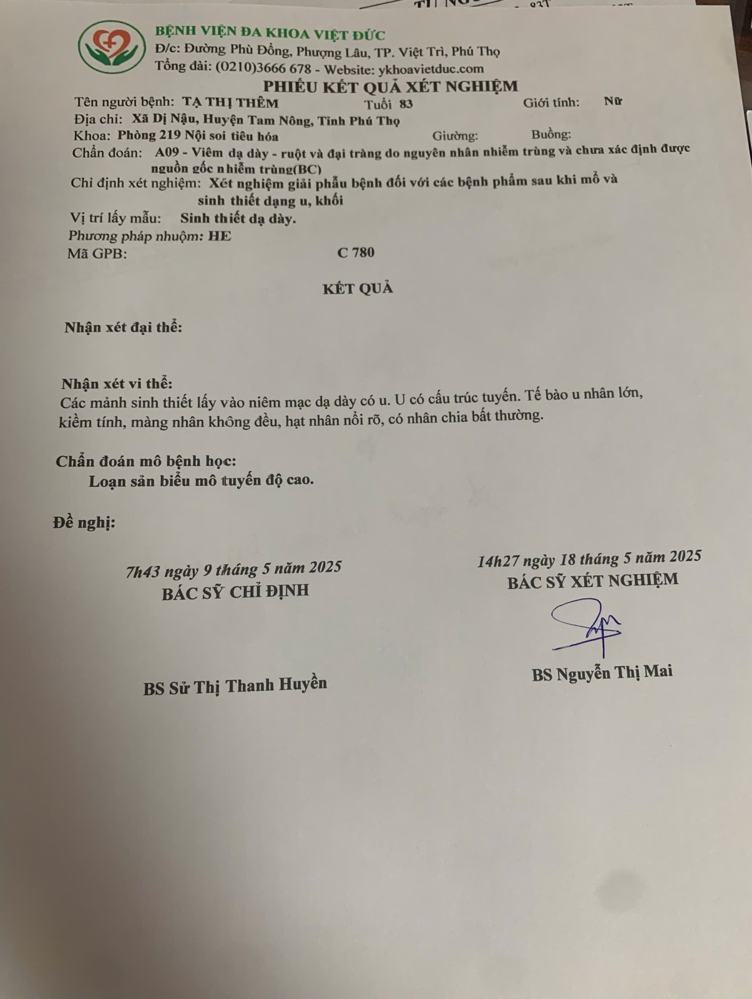 BỆNH VIỆN ĐA KHOA VIỆT ĐỨC
Đ/c: Đường Phù Đổng, Phượng Lâu, TP. Việt Trì, Phú Thọ
Tổng đài: (0210)3666 678 - Website: ykhoavietduc.com
PHIẾU KẾT QUẢ XÉT NGHIỆM
Tên người bệnh: TẠ THỊ THÊM Tuổi 83 Giới tính: Nữ
Địa chỉ: Xã Dị Nậu, Huyện Tam Nông, Tỉnh Phú Thọ
Khoa: Phòng 219 Nội soi tiêu hóa Giường: Buồng:
Chẩn đoán: A09 - Viêm dạ dày - ruột và đại tràng do nguyên nhân nhiễm trùng và chưa xác định được
nguồn gốc nhiễm trùng(BC)
Chỉ định xét nghiệm: Xét nghiệm giải phẫu bệnh đối với các bệnh phẩm sau khi mổ và
sinh thiết dạng u, khối
Vị trí lấy mẫu: Sinh thiết dạ dày.
Phương pháp nhuộm: HE
Mã GPB: C 780
KẾT QUẢ
Nhận xét đại thể:
Nhận xét vi thể:
Các mảnh sinh thiết lấy vào niêm mạc dạ dày có u. U có cấu trúc tuyến. Tế bào u nhân lớn,
kiềm tính, màng nhân không đều, hạt nhân nổi rõ, có nhân chia bất thường.
Chẩn đoán mô bệnh học:
Loạn sản biểu mô tuyến độ cao.
Đề nghị:
7h43 ngày 9 tháng 5 năm 2025 14h27 ngày 18 tháng 5 năm 2025
BÁC SỸ CHỈ ĐỊNH BÁC SỸ XÉT NGHIỆM
BS Sử Thị Thanh Huyền BS Nguyễn Thị Mai